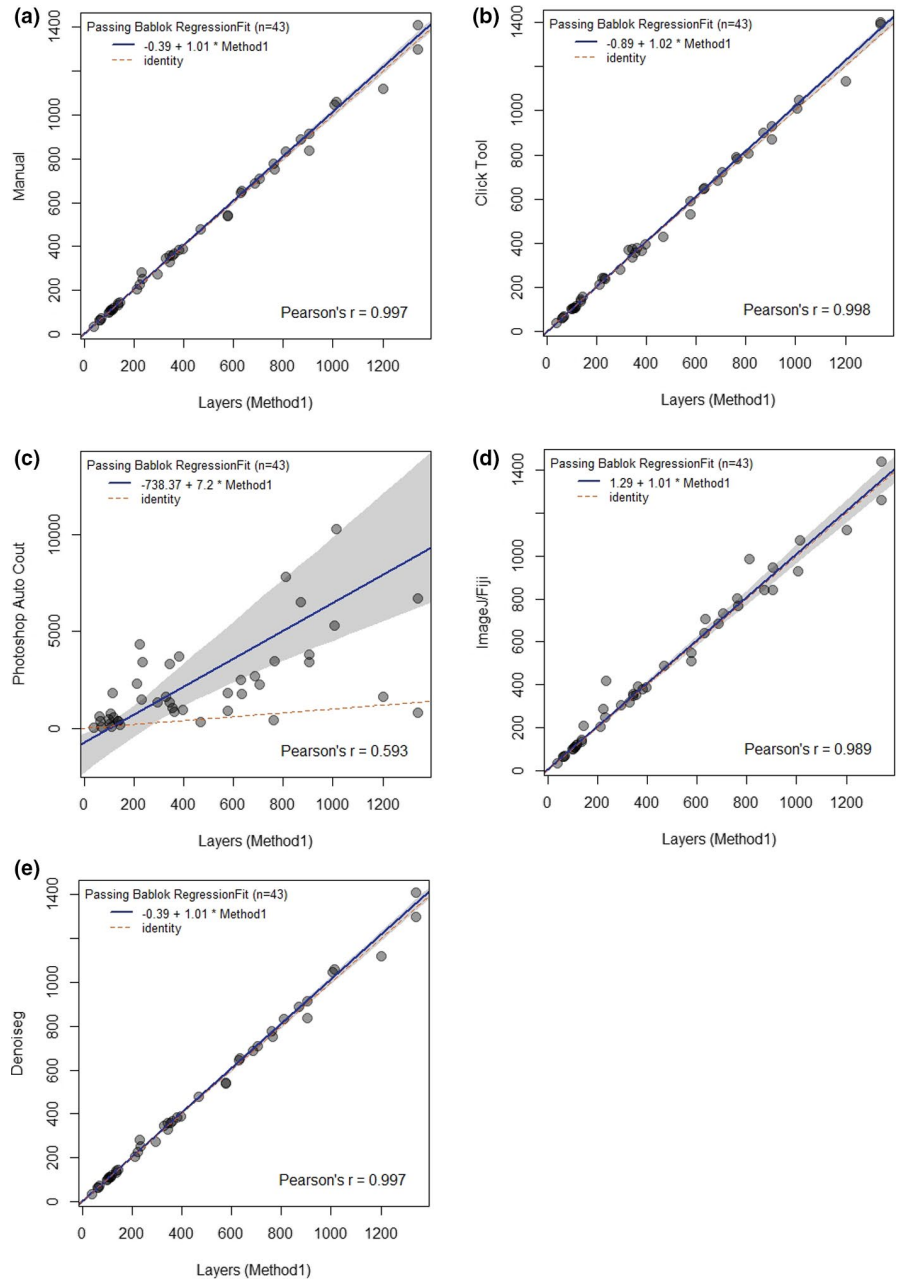 (a)
Passing Bablok RegressionFit (n=43)
-0.39 + 1.01 * Method1
identity
Manual
0 200 400 600 800 1000 1400
Pearson's r = 0.997
0 200 400 600 800 1000 1200
Layers (Method1)
(b)
Passing Bablok RegressionFit (n=43)
-0.89 + 1.02 * Method1
identity
Click Tool
0 200 400 600 800 1000 1400
Pearson's r = 0.998
0 200 400 600 800 1000 1200
Layers (Method1)
(c)
Passing Bablok RegressionFit (n=43)
-738.37 + 7.2 * Method1
identity
Photoshop Auto Cout
0 5000 10000
Pearson's r = 0.593
0 200 400 600 800 1000 1200
Layers (Method1)
(d)
Passing Bablok RegressionFit (n=43)
1.29 + 1.01 * Method1
identity
ImageJ/Fiji
0 200 400 600 800 1000 1400
Pearson's r = 0.989
0 200 400 600 800 1000 1200
Layers (Method1)
(e)
Passing Bablok RegressionFit (n=43)
-0.39 + 1.01 * Method1
identity
Denoiseg
0 200 400 600 800 1000 1400
Pearson's r = 0.997
0 200 400 600 800 1000 1200
Layers (Method1)